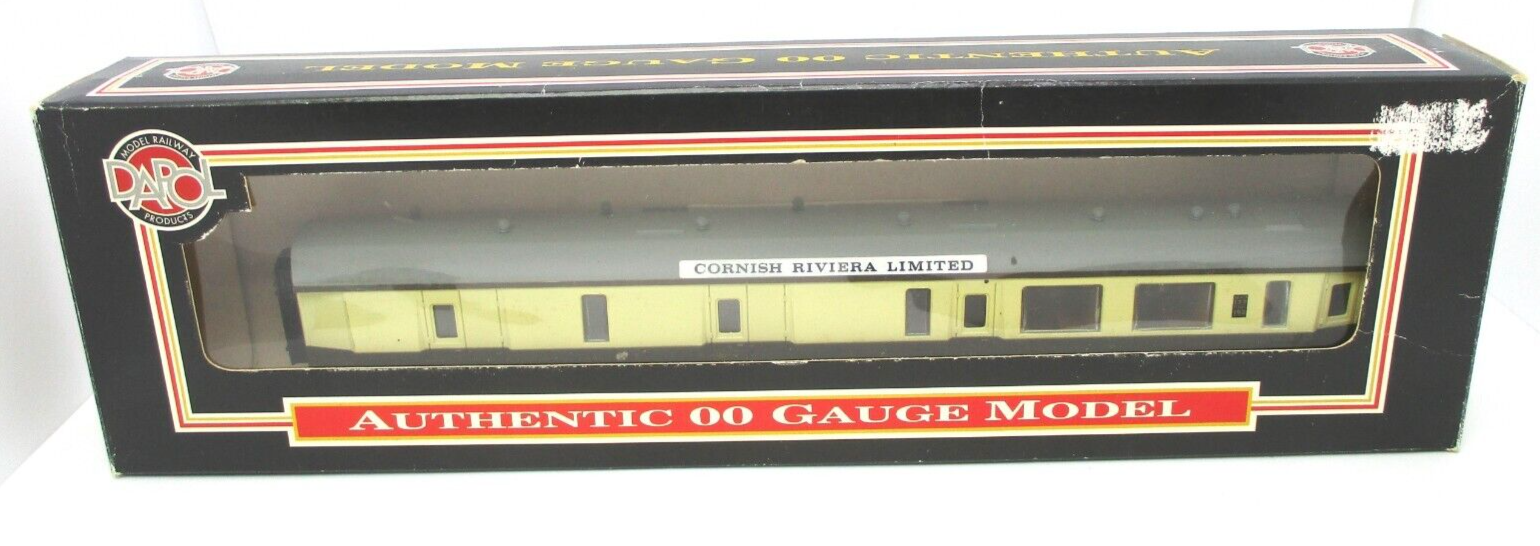 AUTHENTIC 00 GAUGE MODEL
MODEL RAILWAY
DAPOL
PRODUCTS
CORNISH RIVIERA LIMITED
AUTHENTIC 00 GAUGE MODEL